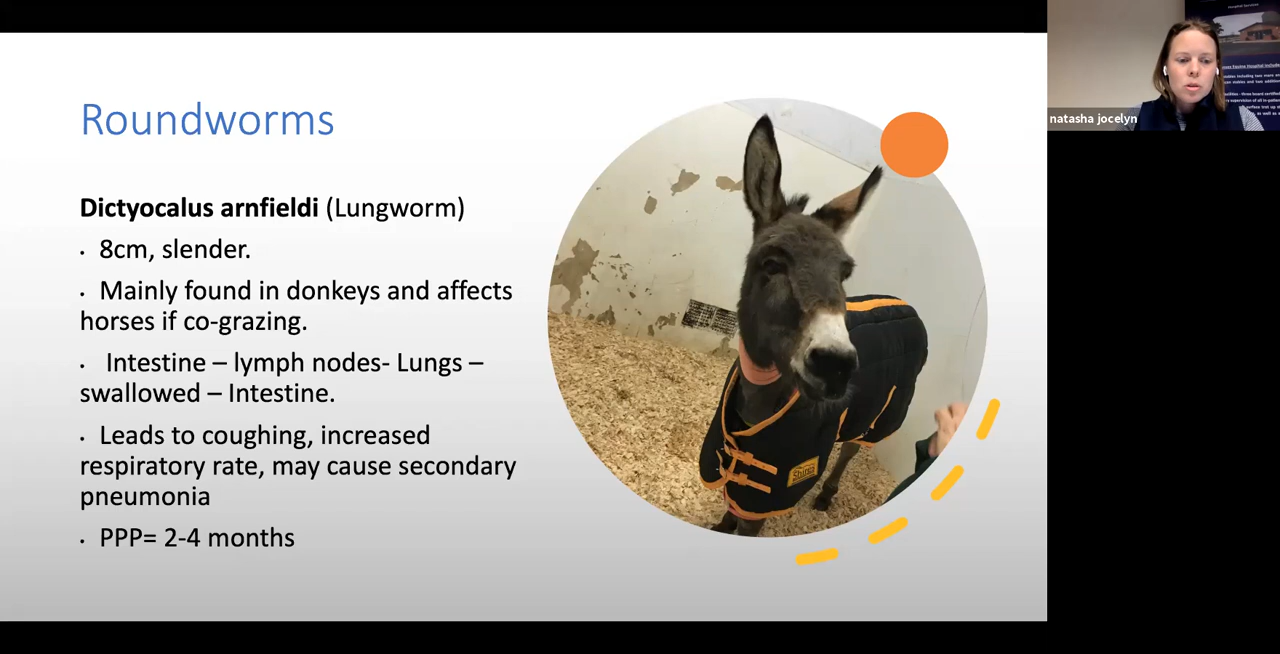 Roundworms
Dictyocalus arnfieldi (Lungworm)
· 8cm, slender.
· Mainly found in donkeys and affects
horses if co-grazing.
· Intestine – lymph nodes- Lungs –
swallowed – Intestine.
· Leads to coughing, increased
respiratory rate, may cause secondary
pneumonia
· PPP= 2-4 months
Shires
natasha jocelyn